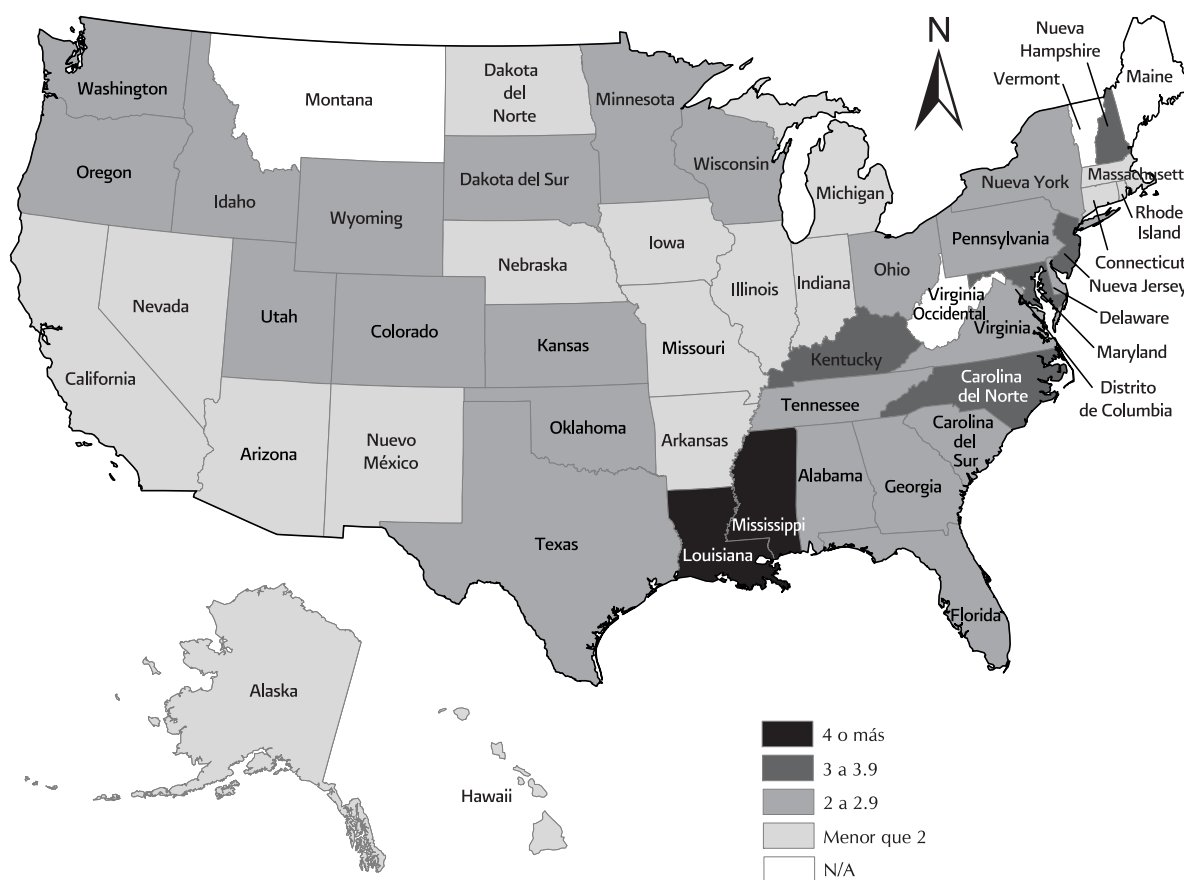 N
Nueva
Hampshire
Vermont
Maine
Washington
Montana
Dakota
del
Norte
Minnesota
Oregon
Idaho
Wyoming
Dakota del Sur
Wisconsin
Michigan
Nueva York
Massachusett
Rhode
Island
Connecticut
Nueva Jersey
Delaware
Maryland
Distrito
de Columbia
Pennsylvania
Iowa
Nebraska
Nevada
Utah
Colorado
Kansas
Illinois
Indiana
Ohio
Virginia
Occidental
Virginia
Missouri
Kentucky
California
Carolina
del Norte
Tennessee
Carolina
del
Sur
Arizona
Nuevo
México
Oklahoma
Arkansas
Alabama
Georgia
Mississippi
Texas
Louisiana
Florida
Alaska
Hawaii
4 o más
3 a 3.9
2 a 2.9
Menor que 2
N/A